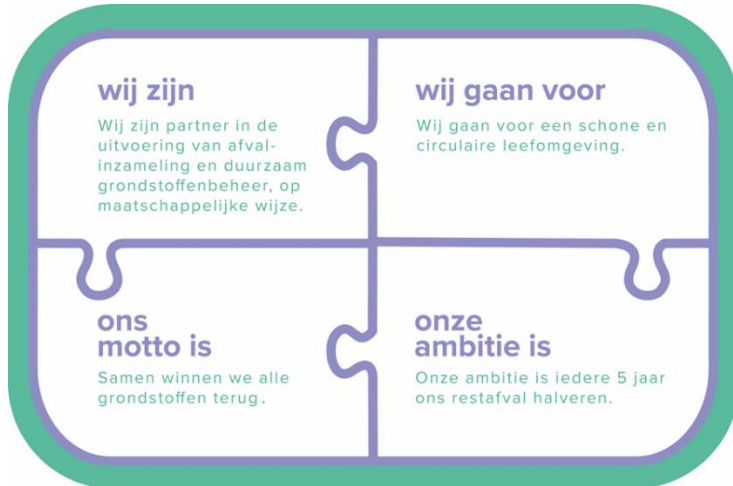 wij zijn
Wij zijn partner in de
uitvoering van afval-
inzameling en duurzaam
grondstoffenbeheer, op
maatschappelijke wijze.
wij gaan voor
Wij gaan voor een schone en
circulaire leefomgeving.
ons
motto is
Samen winnen we alle
grondstoffen terug.
onze
ambitie is
Onze ambitie is iedere 5 jaar
ons restafval halveren.